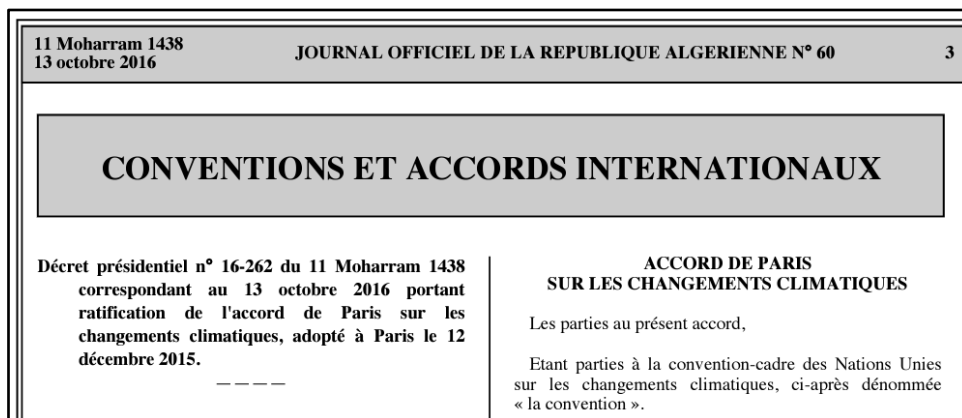 11 Moharram 1438
13 octobre 2016
JOURNAL OFFICIEL DE LA REPUBLIQUE ALGERIENNE N° 60
3
CONVENTIONS ET ACCORDS INTERNATIONAUX
Décret présidentiel n° 16-262 du 11 Moharram 1438
correspondant au 13 octobre 2016 portant
ratification de l'accord de Paris sur les
changements climatiques, adopté à Paris le 12
décembre 2015.
————
ACCORD DE PARIS
SUR LES CHANGEMENTS CLIMATIQUES
Les parties au présent accord,
Etant parties à la convention-cadre des Nations Unies
sur les changements climatiques, ci-après dénommée
« la convention ».